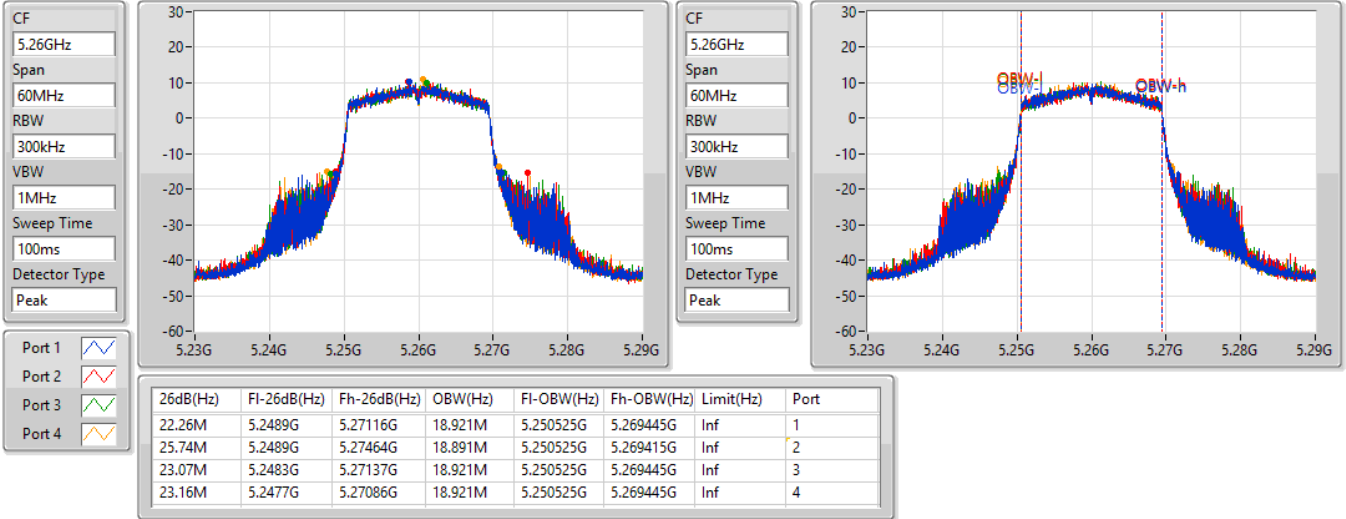 CF
5.26GHz
Span
60MHz
RBW
300kHz
VBW
1MHz
Sweep Time
100ms
Detector Type
Peak
30
20
10
0
-10
-20
-30
-40
-50
-60
5.23G 5.24G 5.25G 5.26G 5.27G 5.28G 5.29G
CF
5.26GHz
Span
60MHz
RBW
300kHz
VBW
1MHz
Sweep Time
100ms
Detector Type
Peak
30
20
10
0
-10
-20
-30
-40
-50
-60
OBW-l
OBW-l
OBW-h
5.23G 5.24G 5.25G 5.26G 5.27G 5.28G 5.29G
Port 1
Port 2
Port 3
Port 4
26dB(Hz) Fl-26dB(Hz) Fh-26dB(Hz) OBW(Hz) Fl-OBW(Hz) Fh-OBW(Hz) Limit(Hz) Port
22.26M 5.2489G 5.27116G 18.921M 5.250525G 5.269445G Inf 1
25.74M 5.2489G 5.27464G 18.891M 5.250525G 5.269415G Inf 2
23.07M 5.2483G 5.27137G 18.921M 5.250525G 5.269445G Inf 3
23.16M 5.2477G 5.27086G 18.921M 5.250525G 5.269445G Inf 4